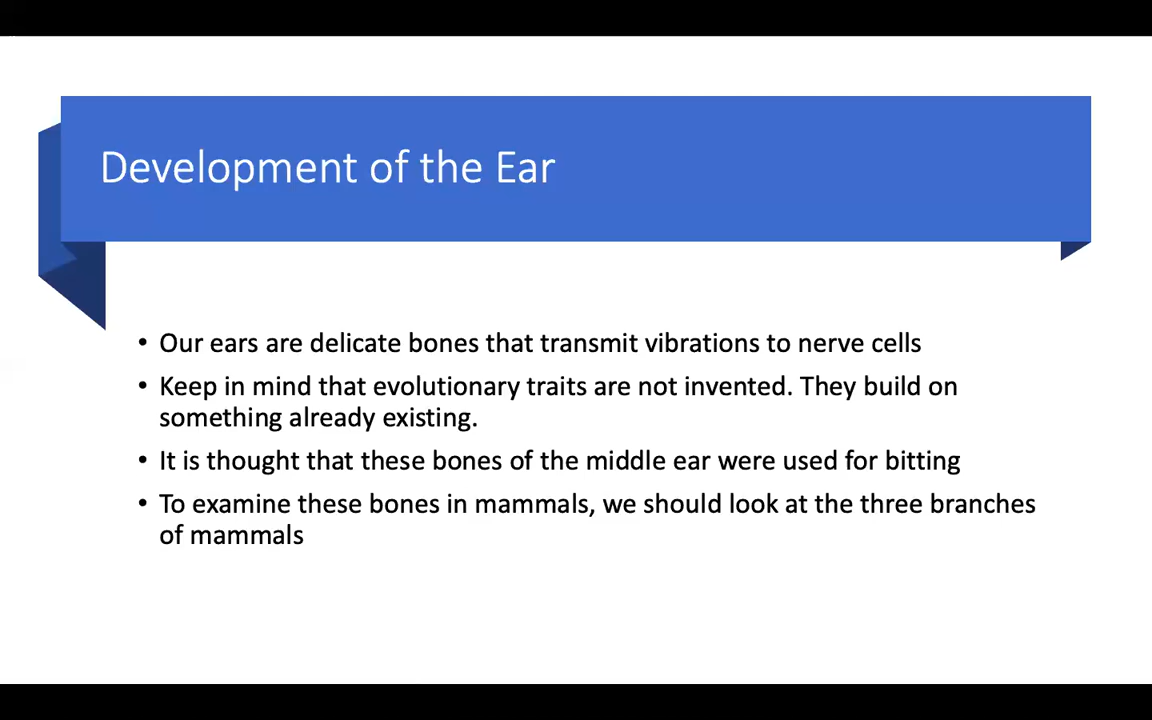 Development of the Ear
• Our ears are delicate bones that transmit vibrations to nerve cells
• Keep in mind that evolutionary traits are not invented. They build on
something already existing.
• It is thought that these bones of the middle ear were used for bitting
• To examine these bones in mammals, we should look at the three branches
of mammals